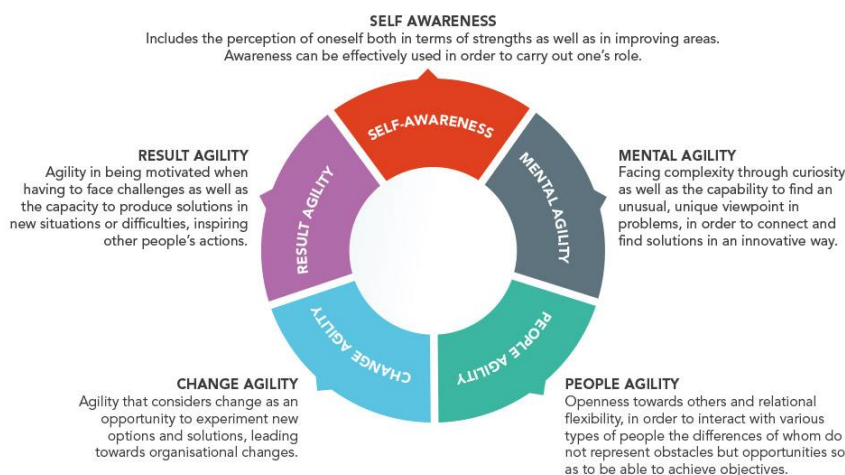 SELF AWARENESS
Includes the perception of oneself both in terms of strengths as well as in improving areas.
Awareness can be effectively used in order to carry out one's role.
SELF-AWARENESS
MENTAL AGILITY
PEOPLE AGILITY
CHANGE AGILITY
RESULT AGILITY
MENTAL AGILITY
Facing complexity through curiosity
as well as the capability to find an
unusual, unique viewpoint in
problems, in order to connect and
find solutions in an innovative way.
PEOPLE AGILITY
Openness towards others and relational
flexibility, in order to interact with various
types of people the differences of whom do
not represent obstacles but opportunities so
as to be able to achieve objectives.
CHANGE AGILITY
Agility that considers change as an
opportunity to experiment new
options and solutions, leading
towards organisational changes.
RESULT AGILITY
Agility in being motivated when
having to face challenges as well as
the capacity to produce solutions in
new situations or difficulties, inspiring
other people's actions.